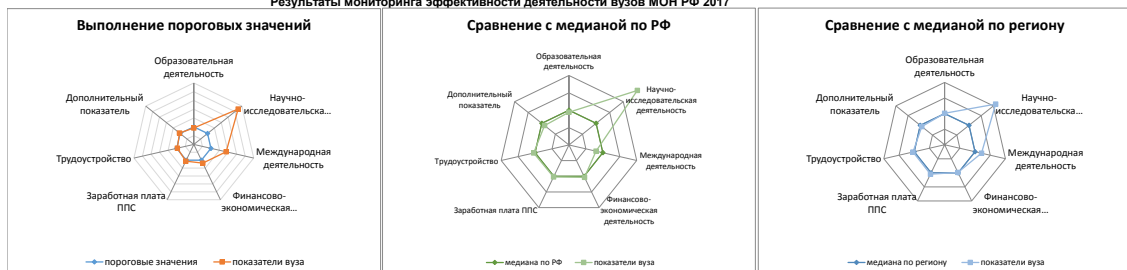 Результаты мониторинга эффективности деятельности вузов МОН РФ 2017
Выполнение пороговых значений
Образовательная
деятельность
Научно-
исследовательска...
Международная
деятельность
Финансово-
экономическая...
Заработная плата
ППС
Трудоустройство
Дополнительный
показатель
пороговые значения
показатели вуза
Сравнение с медианой по РФ
Образовательная
деятельность
Научно-
исследовательская
деятельность
Международная
деятельность
Финансово-
экономическая
деятельность
Заработная плата ППС
Трудоустройство
Дополнительный
показатель
медиана по РФ
показатели вуза
Сравнение с медианой по региону
Образовательная
деятельность
Научно-
исследовательска...
Международная
деятельность
Финансово-
экономическая...
Заработная плата
ППС
Трудоустройство
Дополнительный
показатель
медиана по региону
показатели вуза